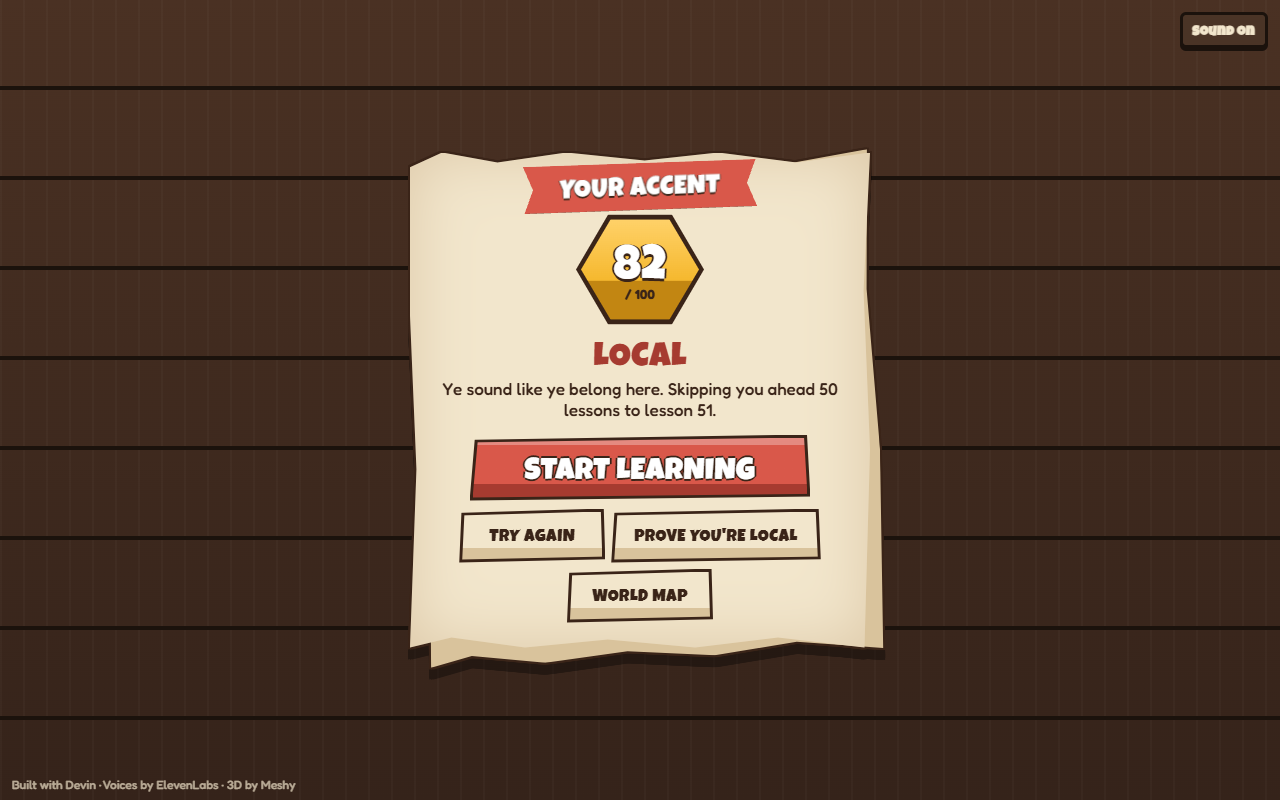 SOUND ON
YOUR ACCENT
82
/ 100
LOCAL
Ye sound like ye belong here. Skipping you ahead 50
lessons to lesson 51.
START LEARNING
TRY AGAIN
PROVE YOU'RE LOCAL
WORLD MAP
Built with Devin · Voices by ElevenLabs · 3D by Meshy